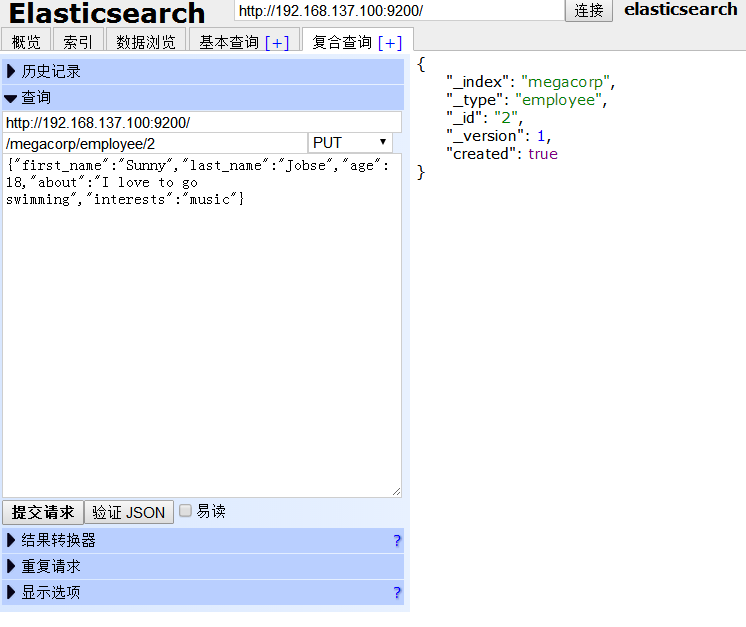 Elasticsearch
http://192.168.137.100:9200/
连接
elasticsearch
概览
索引
数据浏览
基本查询 [+]
复合查询 [+]
历史记录
查询
http://192.168.137.100:9200/
/megacorp/employee/2
PUT
{"first_name":"Sunny","last_name":"Jobse","age":
18,"about":"I love to go
swimming","interests":"music"}
提交请求
验证 JSON
易读
结果转换器
?
重复请求
显示选项
?
{
"_index": "megacorp",
"_type": "employee",
"_id": "2",
"_version": 1,
"created": true
}